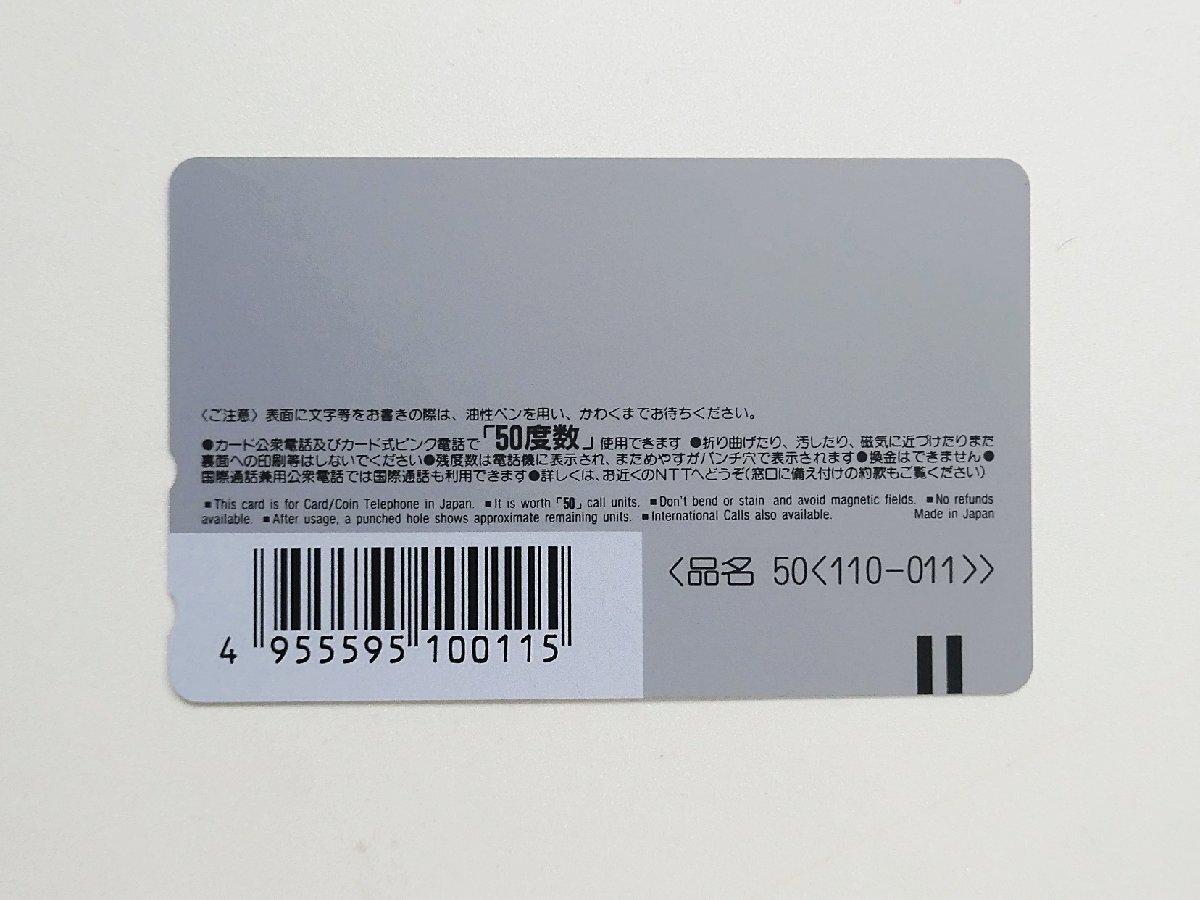 〈ご注意〉表面に文字等をお書きの際は、油性ペンを用い、かわくまでお待ちください。
●カード公衆電話及びカード式ピンク電話で「50度数」使用できます ●折り曲げたり、汚したり、磁気に近づけたりまた
裏面への印刷等はしないでください●残度数は電話機に表示され、まためやすがパンチ穴で表示されます●換金はできません●
国際通話兼用公衆電話では国際通話も利用できます●詳しくは、お近くのNTTへどうぞ(窓口に備え付けの約款もご覧ください)
■This card is for Card/Coin Telephone in Japan. ■It is worth「50」call units. ■Don't bend or stain and avoid magnetic fields. ■No refunds
available. ■After usage, a punched hole shows approximate remaining units. ■International Calls also available. Made in Japan
〈品名 50〈110-011〉〉
4 955595 100115